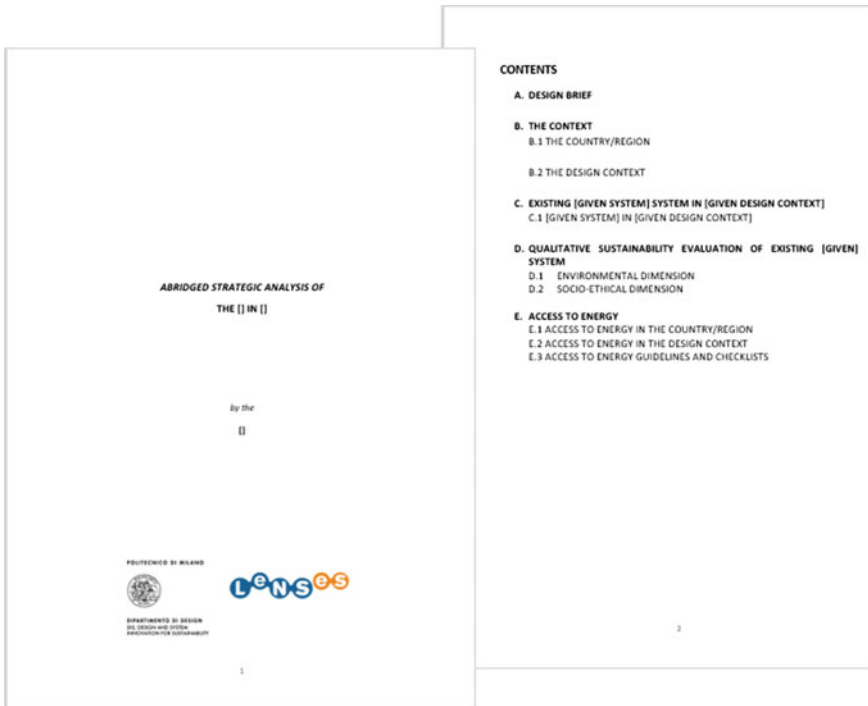 ABRIDGED STRATEGIC ANALYSIS OF
THE [] IN []
by the
[]
POLITECNICO DI MILANO
DIPARTIMENTO DI DESIGN
DIS, DESIGN AND SYSTEM
INNOVATION FOR SUSTAINABILITY
LeNSes
1
CONTENTS
A. DESIGN BRIEF
B. THE CONTEXT
B.1 THE COUNTRY/REGION
B.2 THE DESIGN CONTEXT
C. EXISTING [GIVEN SYSTEM] SYSTEM IN [GIVEN DESIGN CONTEXT]
C.1 [GIVEN SYSTEM] IN [GIVEN DESIGN CONTEXT]
D. QUALITATIVE SUSTAINABILITY EVALUATION OF EXISTING [GIVEN]
SYSTEM
D.1 ENVIRONMENTAL DIMENSION
D.2 SOCIO-ETHICAL DIMENSION
E. ACCESS TO ENERGY
E.1 ACCESS TO ENERGY IN THE COUNTRY/REGION
E.2 ACCESS TO ENERGY IN THE DESIGN CONTEXT
E.3 ACCESS TO ENERGY GUIDELINES AND CHECKLISTS
2